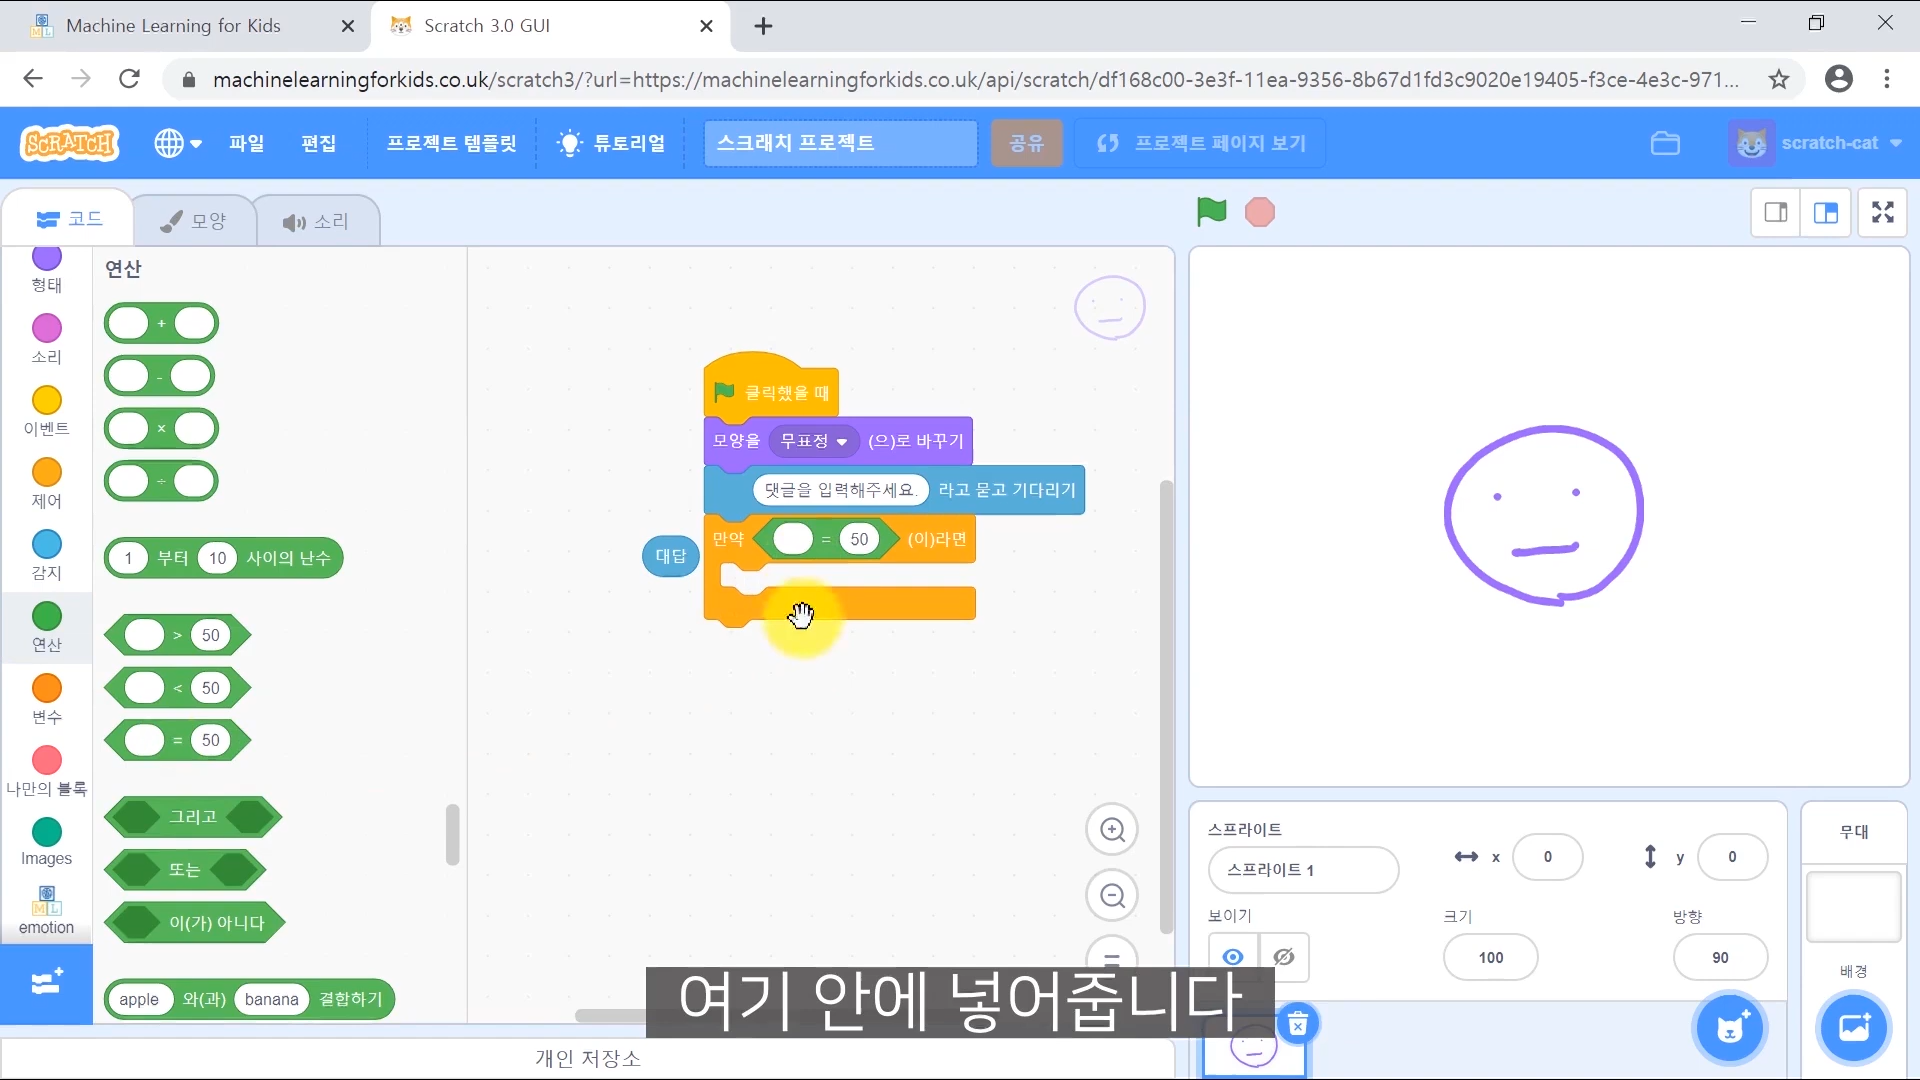 Machine Learning for Kids
Scratch 3.0 GUI
machinelearningforkids.co.uk/scratch3/?url=https://machinelearningforkids.co.uk/api/scratch/df168c00-3e3f-11ea-9356-8b67d1fd3c9020e19405-f3ce-4e3c-971...
SCRATCH 파일 편집 프로젝트 템플릿 튜토리얼 스크래치 프로젝트 공유 프로젝트 페이지 보기 scratch-cat
코드 모양 소리
형태
소리
이벤트
제어
감지
연산
변수
나만의 블록
Images
ML
emotion
연산
+
-
×
÷
1 부터 10 사이의 난수
> 50
< 50
= 50
그리고
또는
이(가) 아니다
apple 와(과) banana 결합하기
클릭했을 때
모양을 무표정 (으)로 바꾸기
댓글을 입력해주세요. 라고 묻고 기다리기
만약 = 50 (이)라면
대답
스프라이트
스프라이트 1
x 0
y 0
보이기
크기
100
방향
90
무대
배경
여기 안에 넣어줍니다
개인 저장소